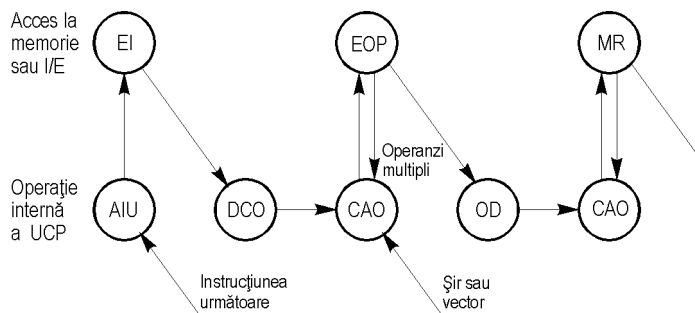 Acces la
memorie
sau I/E
EI
EOP
MR
Operanzi
multipli
Operaţie
internă
a UCP
AIU
DCO
CAO
OD
CAO
Instrucţiunea
următoare
Şir sau
vector